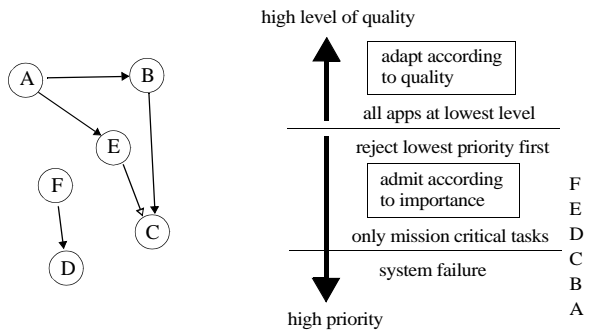 A
B
E
F
C
D
high level of quality
adapt according
to quality
all apps at lowest level
reject lowest priority first
admit according
to importance
only mission critical tasks
system failure
high priority
F
E
D
C
B
A